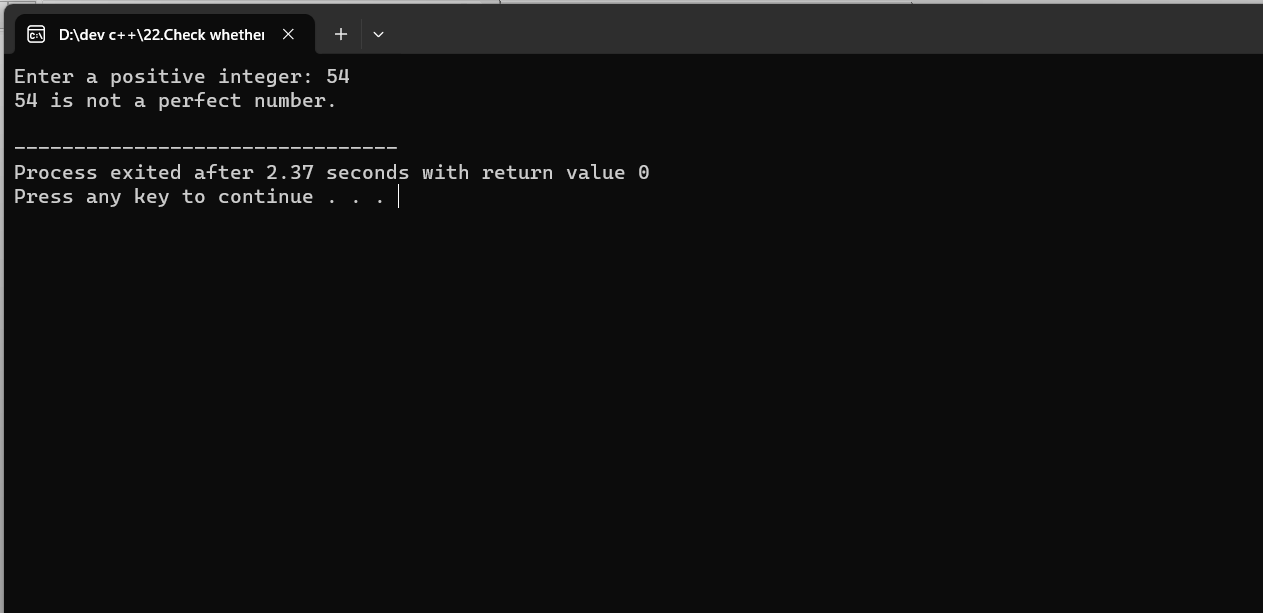 D:\dev c++\22.Check whether
Enter a positive integer: 54
54 is not a perfect number.
--------------------------------
Process exited after 2.37 seconds with return value 0
Press any key to continue . . .